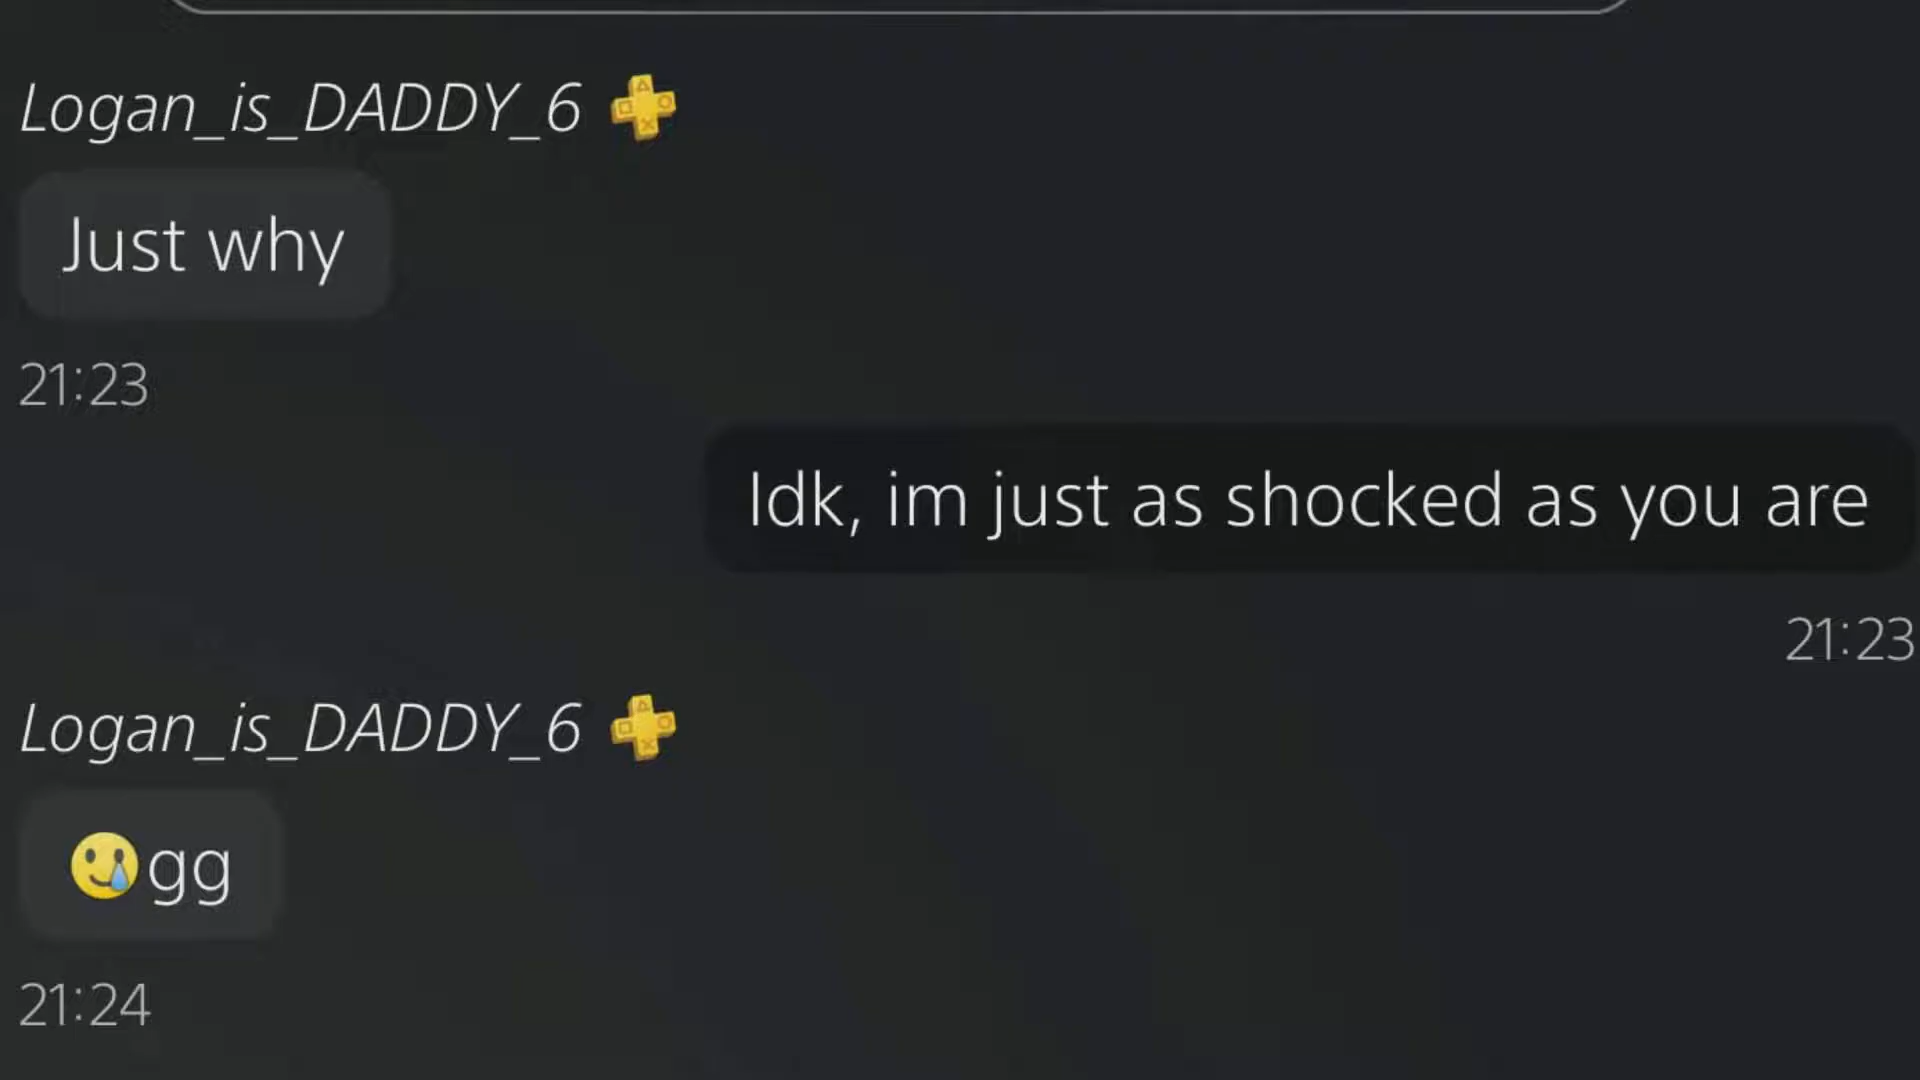 Logan_is_DADDY_6
Just why
21:23
Idk, im just as shocked as you are
21:23
Logan_is_DADDY_6
🥲gg
21:24